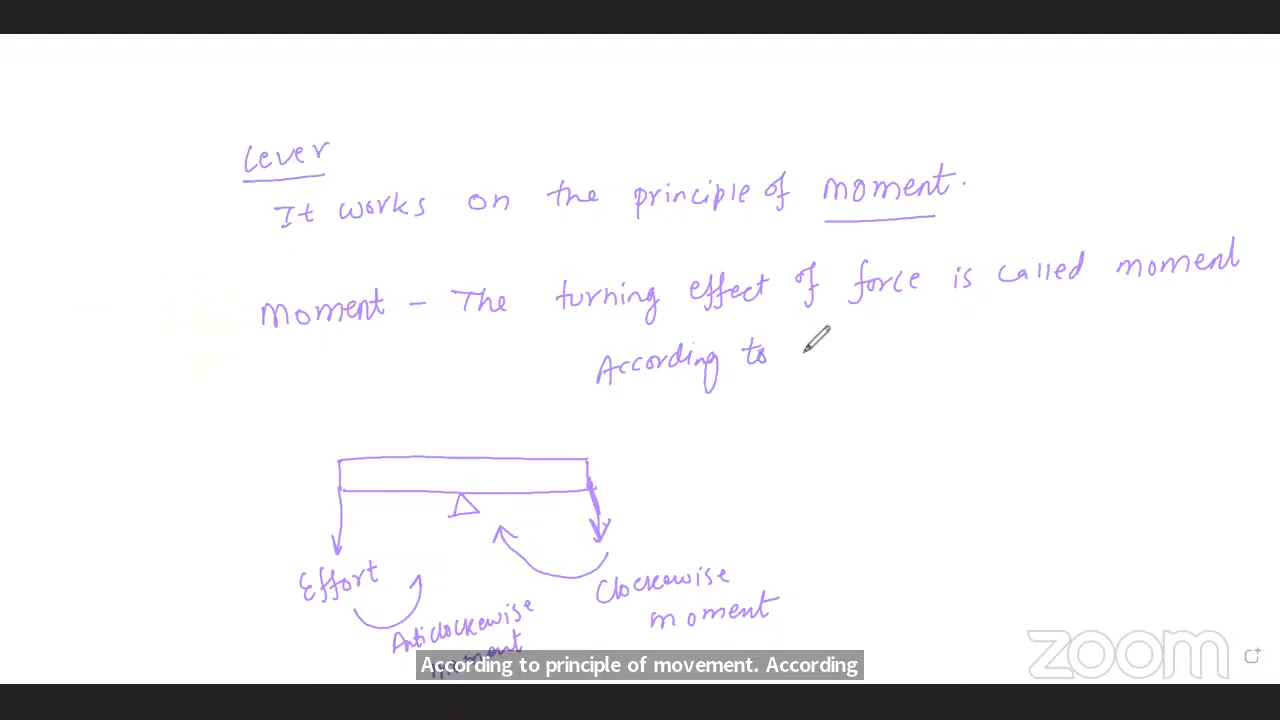 Lever
It works on the principle of moment.
Moment - The turning effect of force is called moment
According to
Effort
Anticlockwise
moment
Clockwise
moment
According to principle of movement. According
zoom